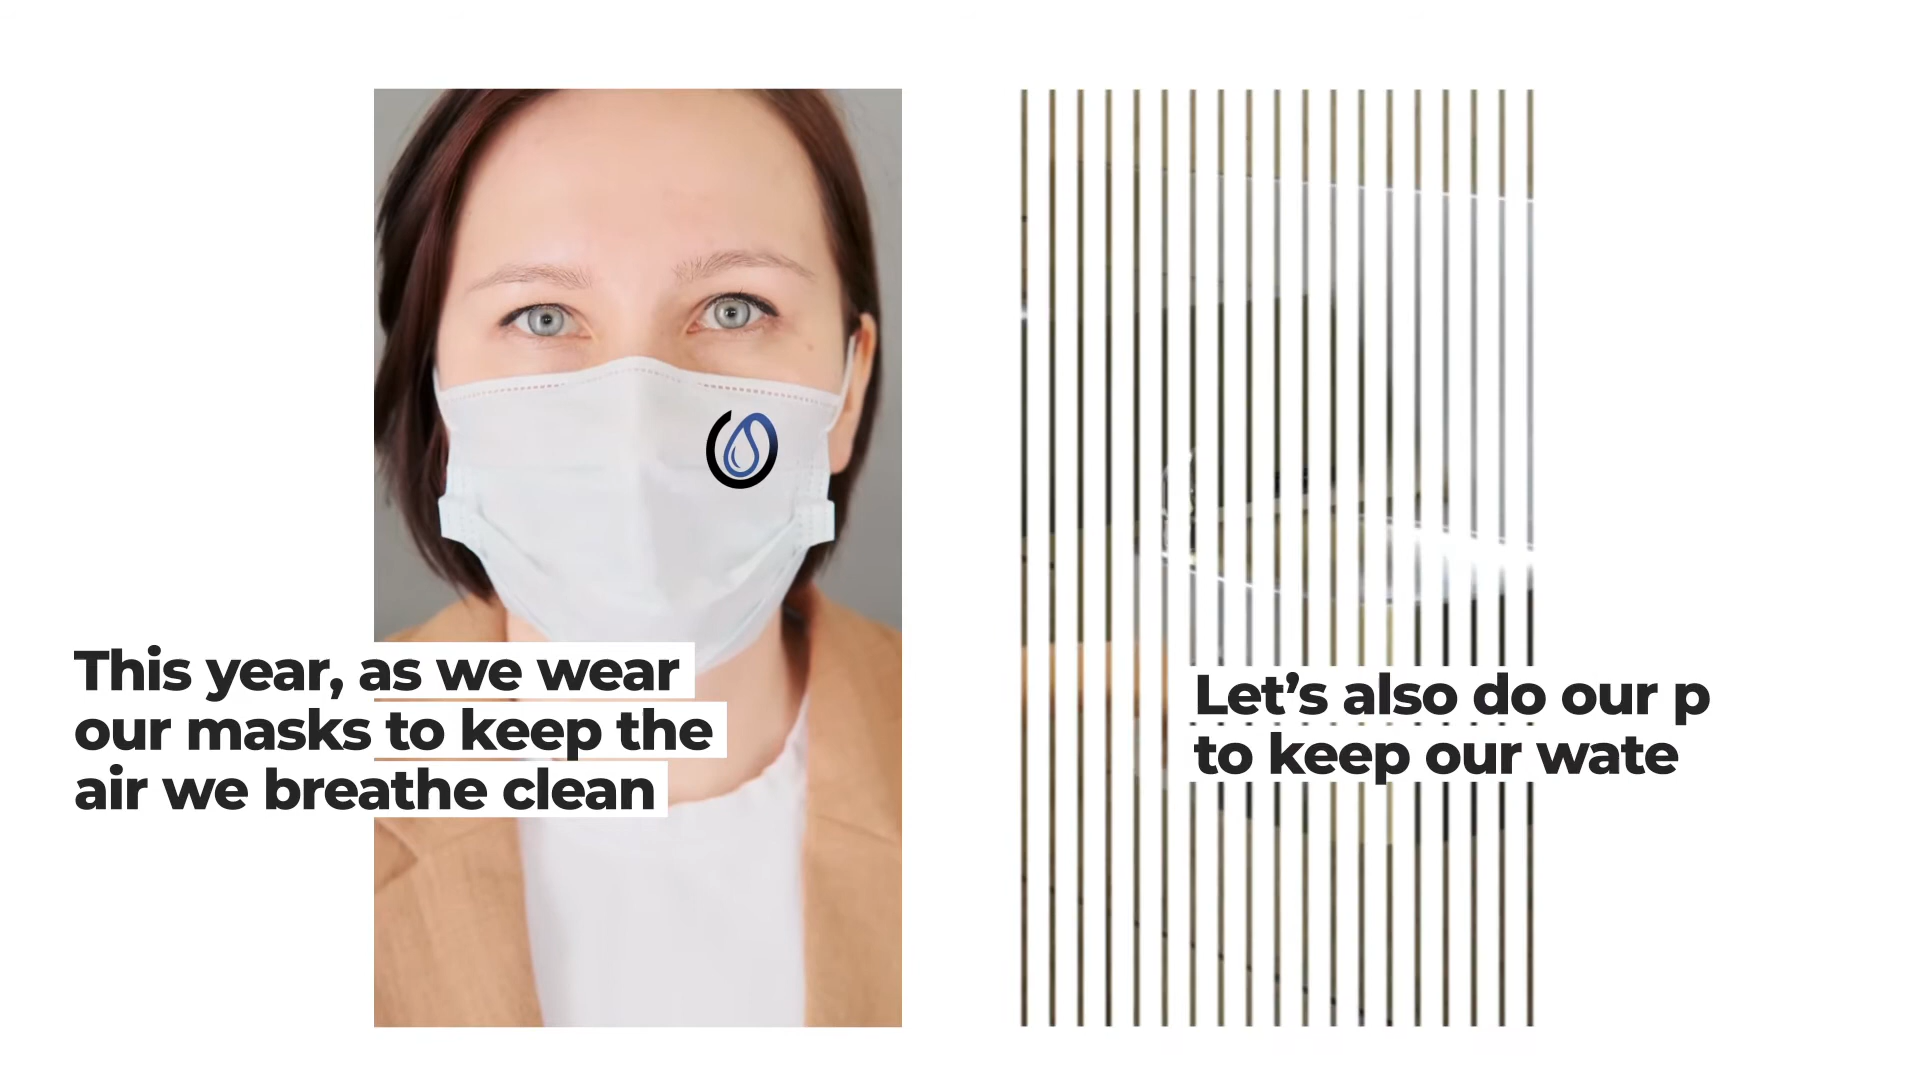 This year, as we wear
our masks to keep the
air we breathe clean
Let’s also do our p
to keep our wate